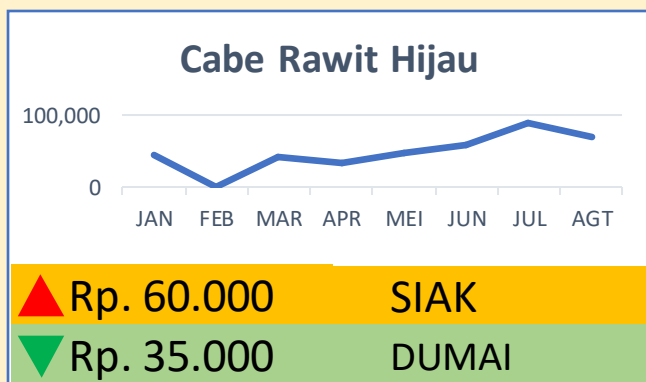 Cabe Rawit Hijau
100,000
0
JAN FEB MAR APR MEI JUN JUL AGT
Rp. 60.000 SIAK
Rp. 35.000 DUMAI